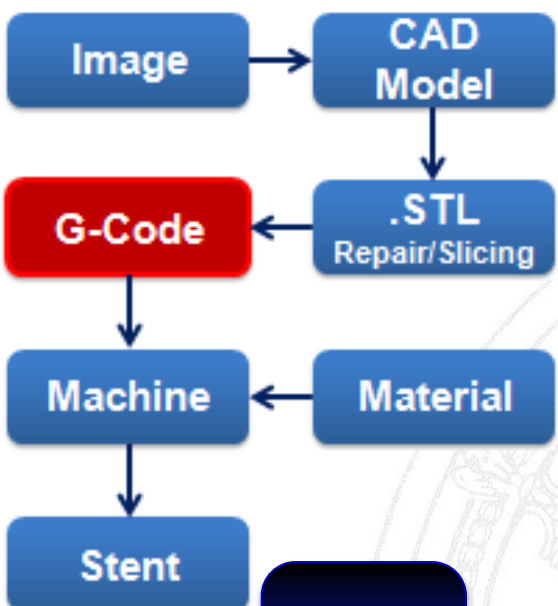 Image
CAD
Model
G-Code
.STL
Repair/Slicing
Machine
Material
Stent